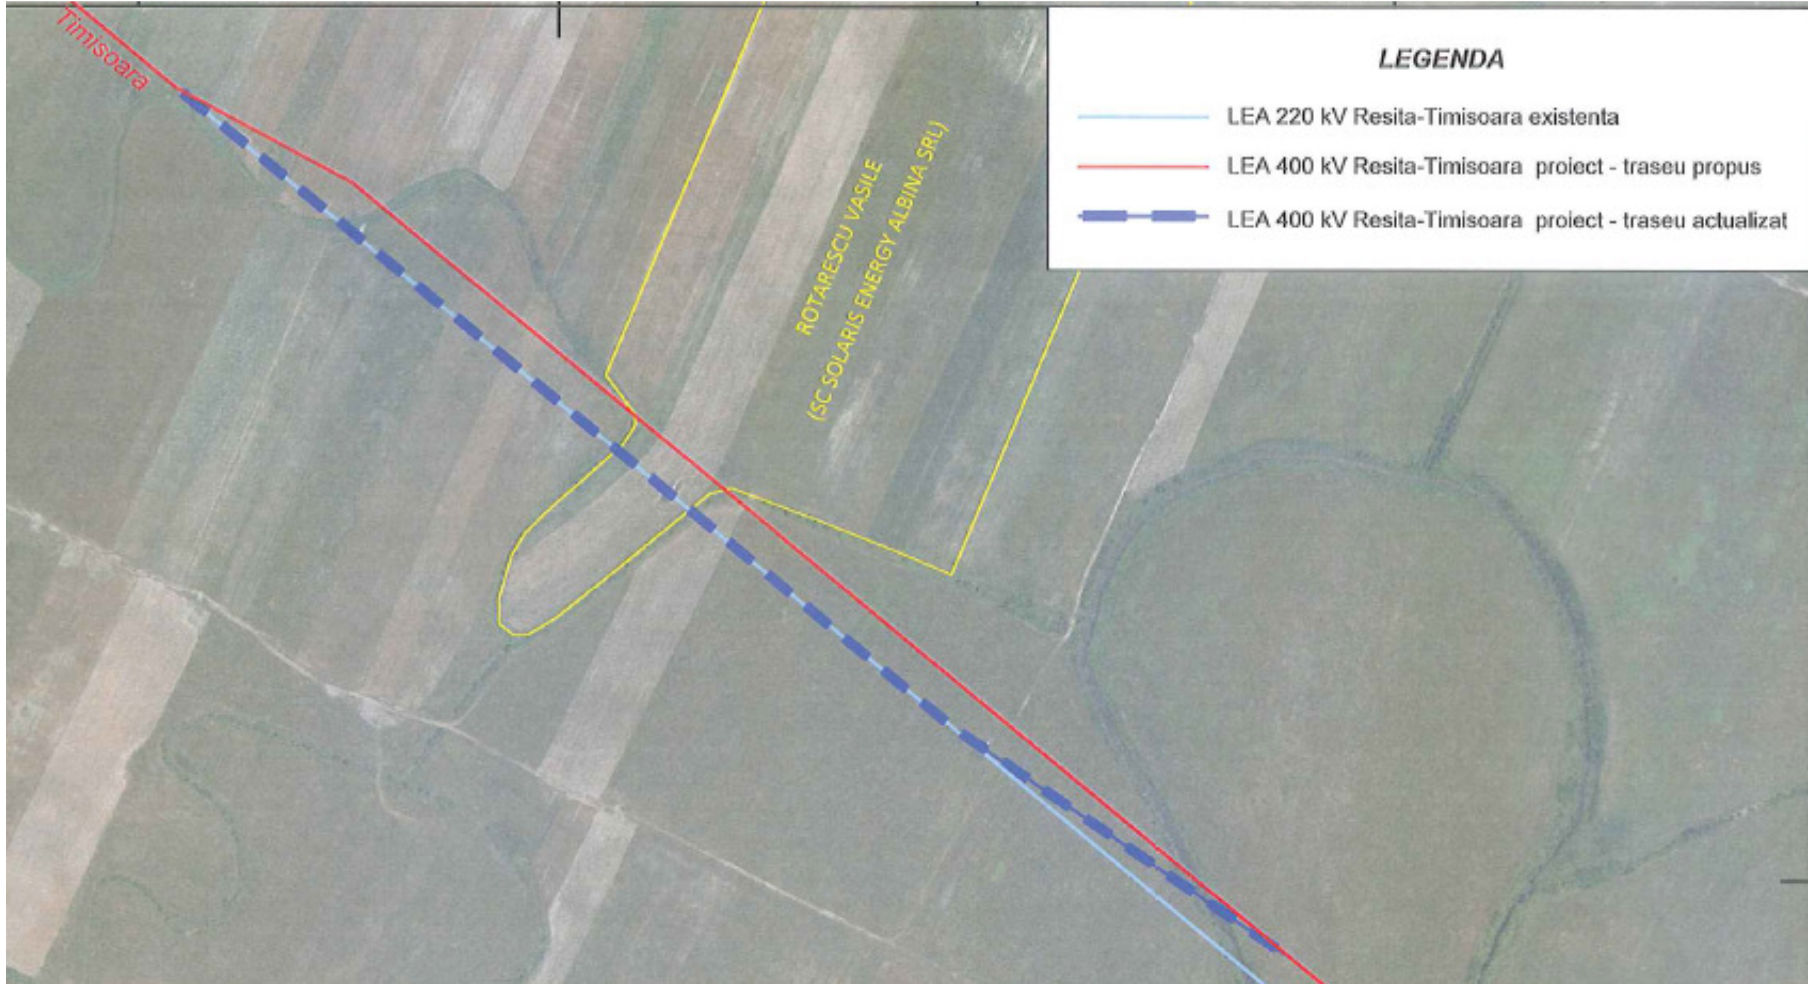 Timisoara
LEGENDA
LEA 220 kV Resita-Timisoara existenta
LEA 400 kV Resita-Timisoara proiect - traseu propus
LEA 400 kV Resita-Timisoara proiect - traseu actualizat
ROTARESCU VASILE
(SC SOLARIS ENERGY ALBINA SRL)